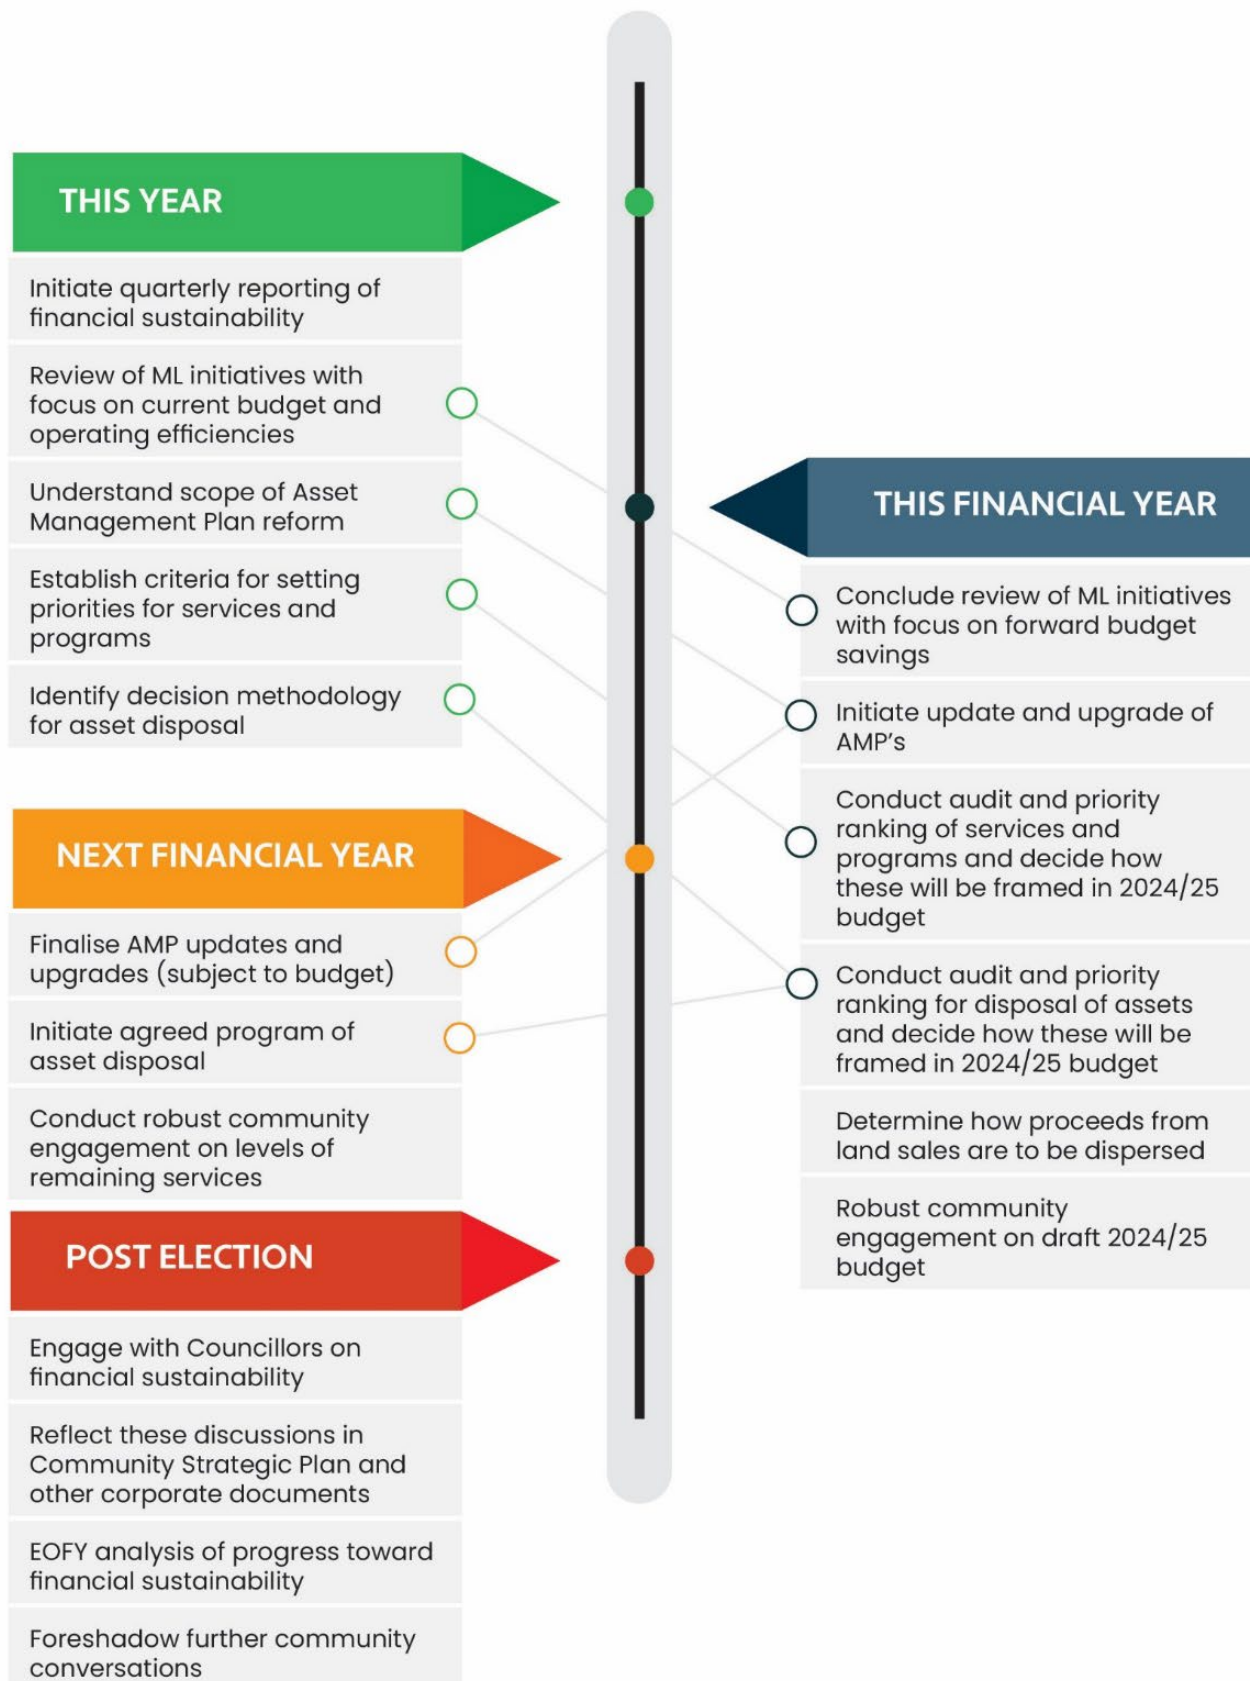 THIS YEAR
Initiate quarterly reporting of
financial sustainability
Review of ML initiatives with
focus on current budget and
operating efficiencies
Understand scope of Asset
Management Plan reform
Establish criteria for setting
priorities for services and
programs
Identify decision methodology
for asset disposal
THIS FINANCIAL YEAR
Conclude review of ML initiatives
with focus on forward budget
savings
Initiate update and upgrade of
AMP's
Conduct audit and priority
ranking of services and
programs and decide how
these will be framed in 2024/25
budget
Conduct audit and priority
ranking for disposal of assets
and decide how these will be
framed in 2024/25 budget
Determine how proceeds from
land sales are to be dispersed
Robust community
engagement on draft 2024/25
budget
NEXT FINANCIAL YEAR
Finalise AMP updates and
upgrades (subject to budget)
Initiate agreed program of
asset disposal
Conduct robust community
engagement on levels of
remaining services
POST ELECTION
Engage with Councillors on
financial sustainability
Reflect these discussions in
Community Strategic Plan and
other corporate documents
EOFY analysis of progress toward
financial sustainability
Foreshadow further community
conversations